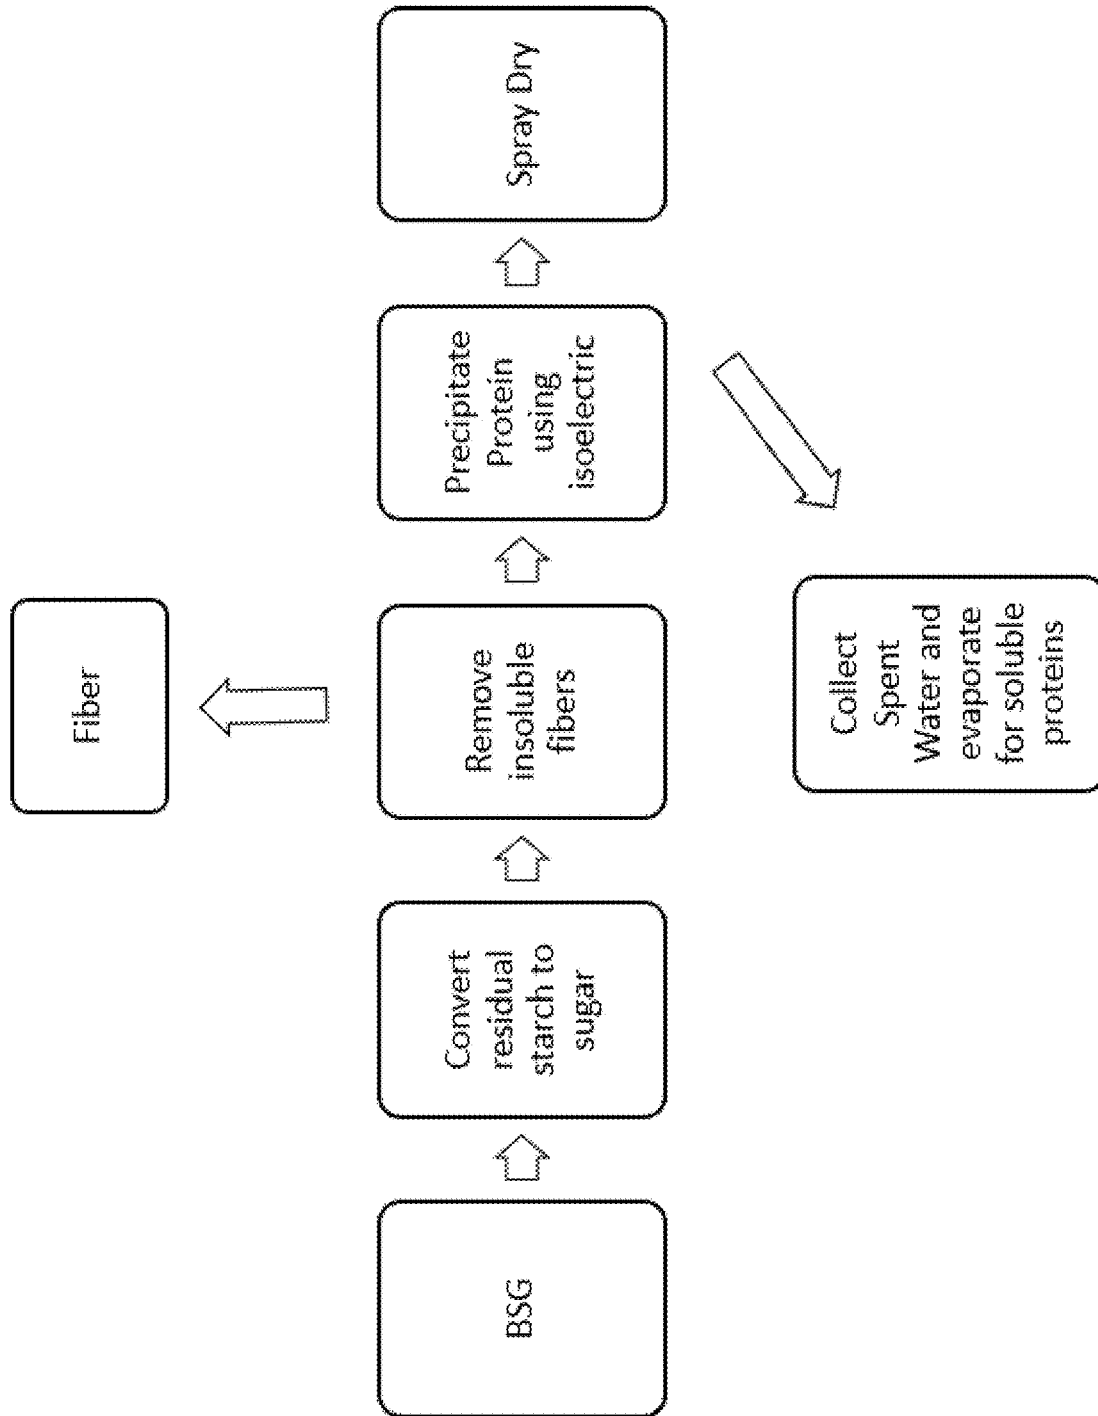 BSG
Convert
residual
starch to
sugar
Remove
insoluble
fibers
Fiber
Precipitate
Protein
using
isoelectric
Spray Dry
Collect
Spent
Water and
evaporate
for soluble
proteins